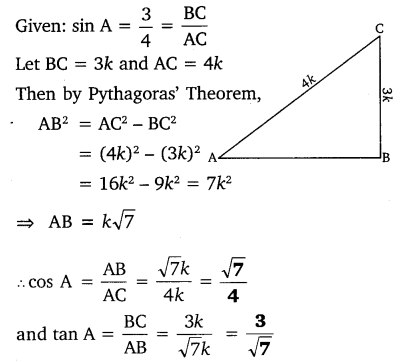 Given: sin A = 3/4 = BC/AC
Let BC = 3k and AC = 4k
Then by Pythagoras' Theorem,
AB² = AC² – BC²
= (4k)² – (3k)²
= 16k² – 9k² = 7k²
⇒ AB = k√7
∴ cos A = AB/AC = √7k/4k = √7/4
and tan A = BC/AB = 3k/√7k = 3/√7
C
4k
3k
A
B